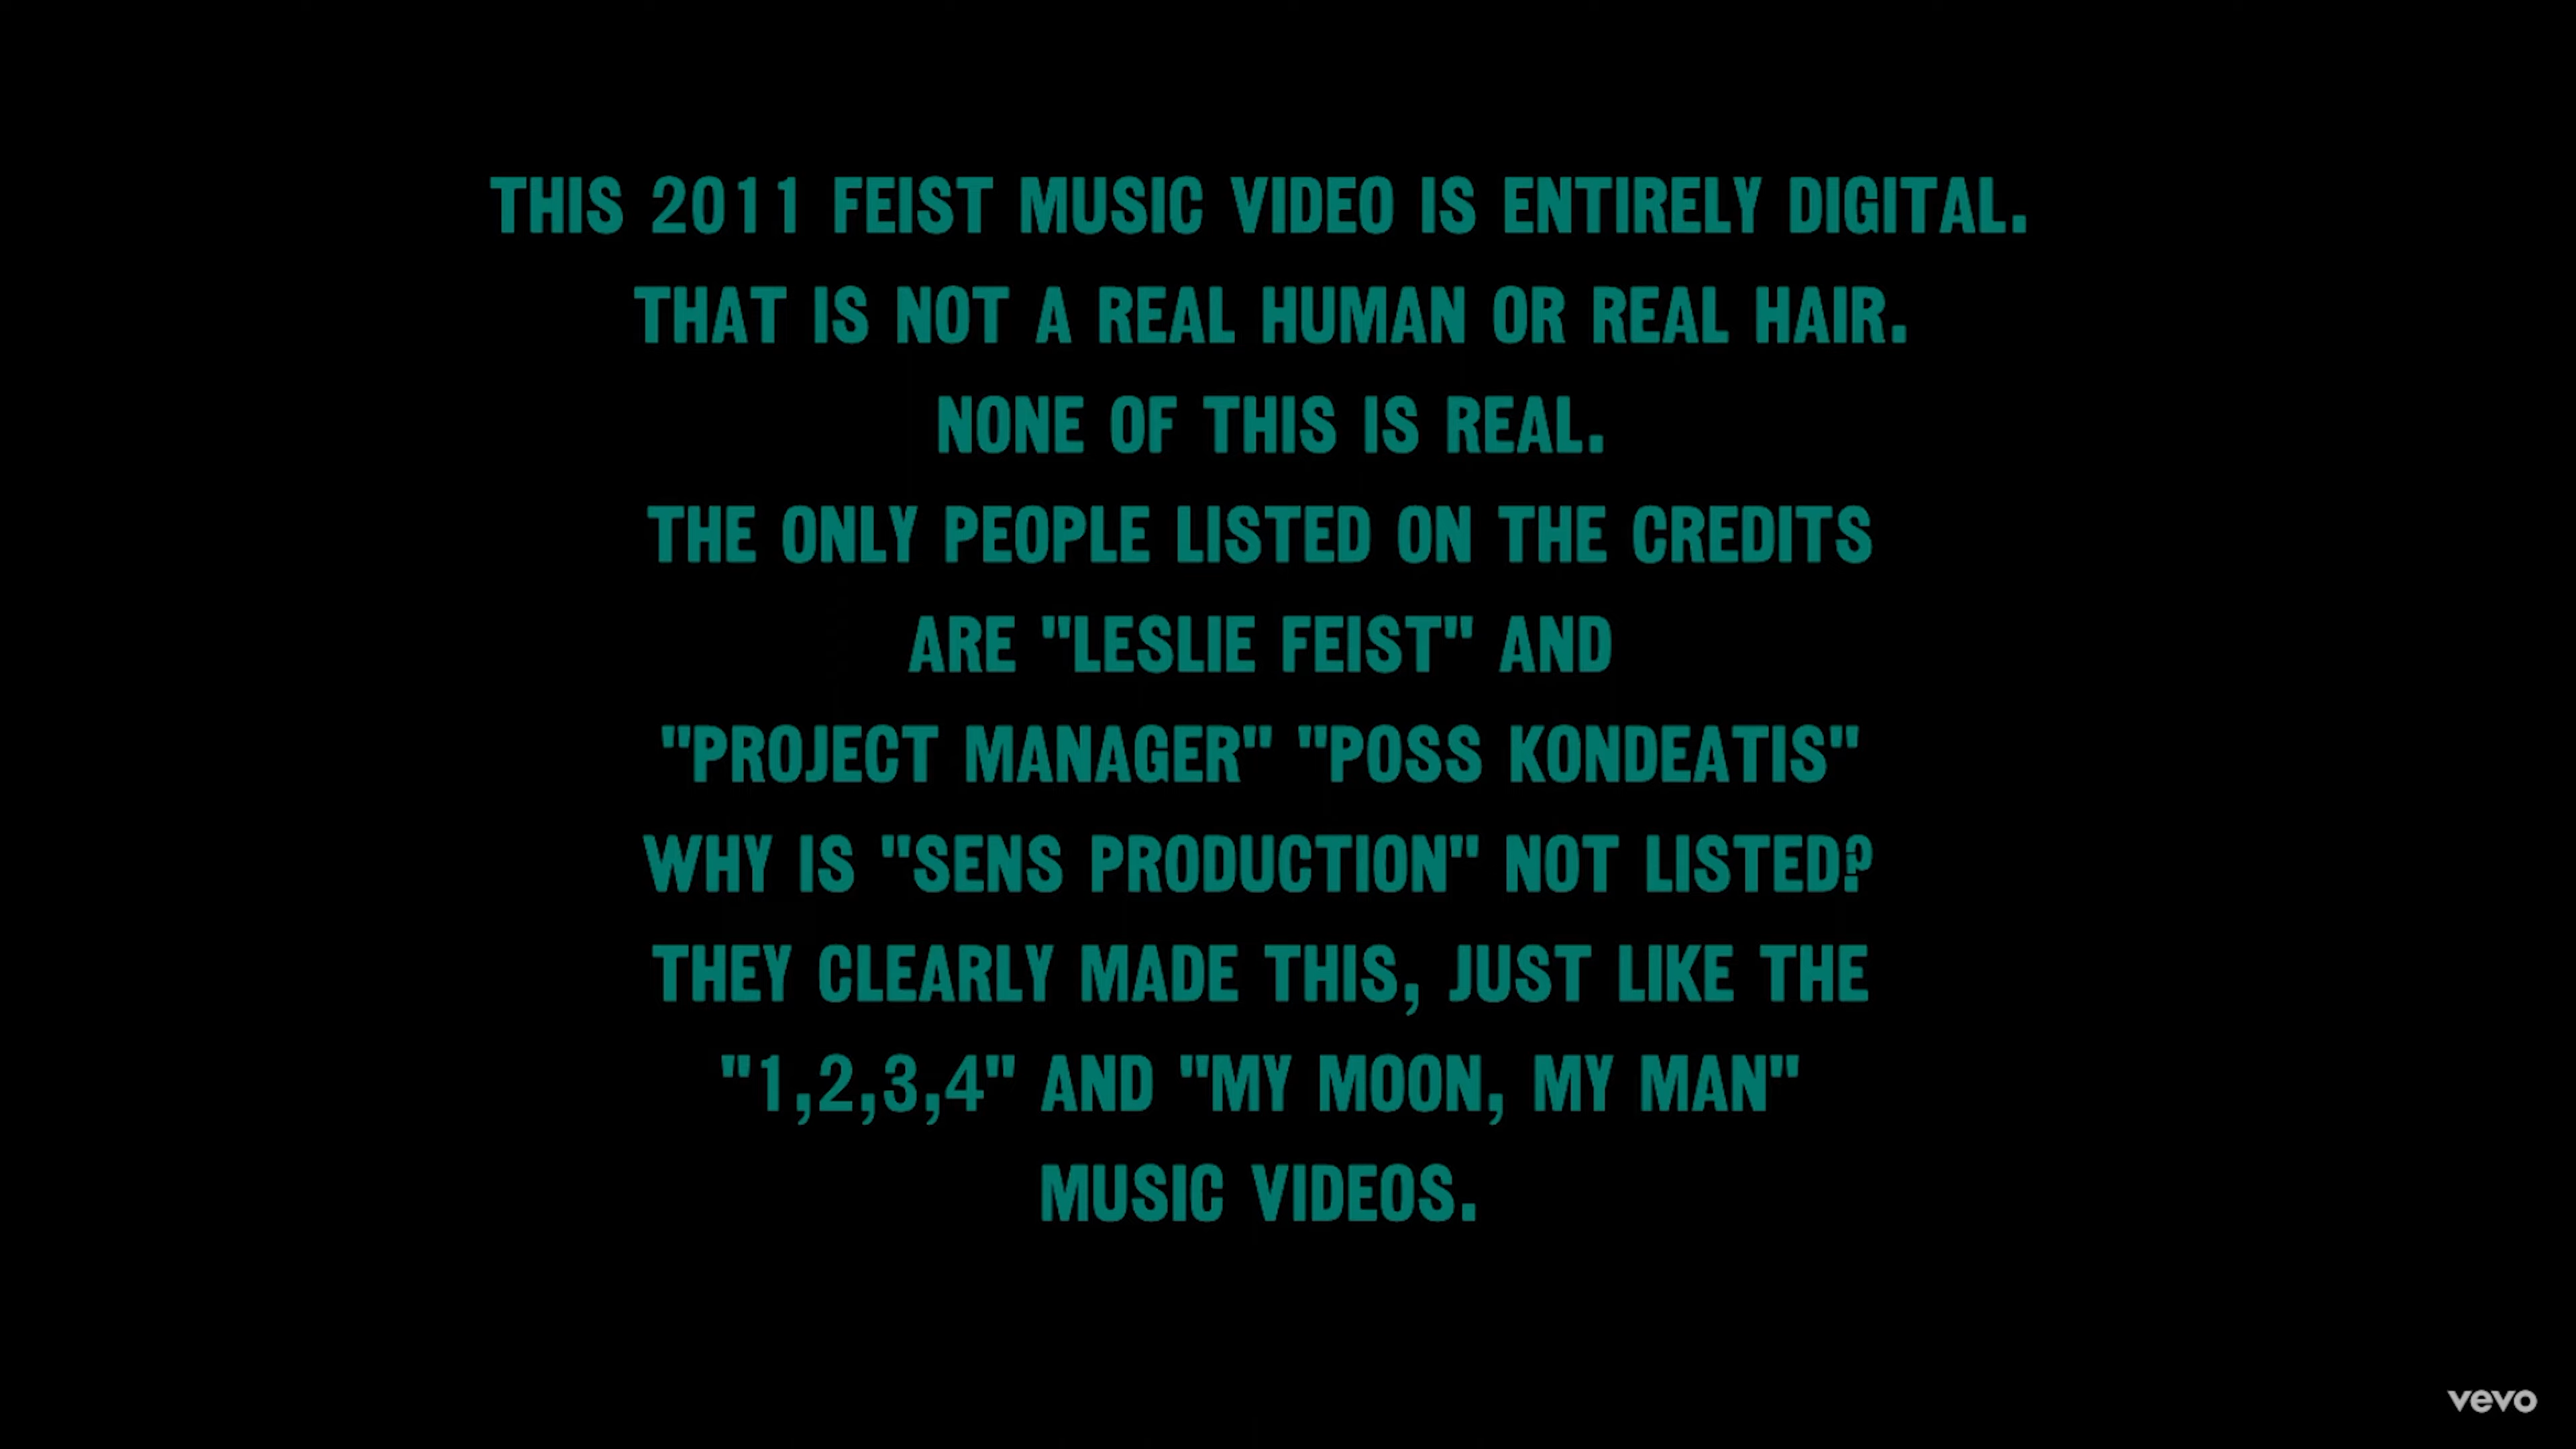 THIS 2011 FEIST MUSIC VIDEO IS ENTIRELY DIGITAL.
THAT IS NOT A REAL HUMAN OR REAL HAIR.
NONE OF THIS IS REAL.
THE ONLY PEOPLE LISTED ON THE CREDITS
ARE "LESLIE FEIST" AND
"PROJECT MANAGER" "POSS KONDEATIS"
WHY IS "SENS PRODUCTION" NOT LISTED?
THEY CLEARLY MADE THIS, JUST LIKE THE
"1,2,3,4" AND "MY MOON, MY MAN"
MUSIC VIDEOS.
vevo